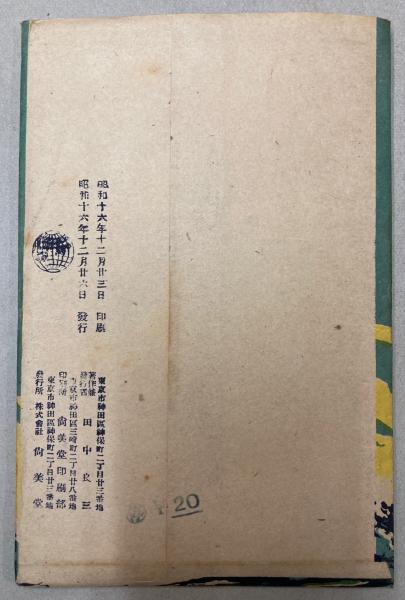 昭和十六年十二月廿三日 印刷
昭和十六年十二月廿六日 發行
東京市神田區神保町二丁目廿三番地
著作兼發行者 田中良三
東京市神田區三崎町二丁目廿八番地
印刷所 尙美堂印刷部
東京市神田區神保町二丁目廿三番地
發行所 株式會社 尙美堂
20